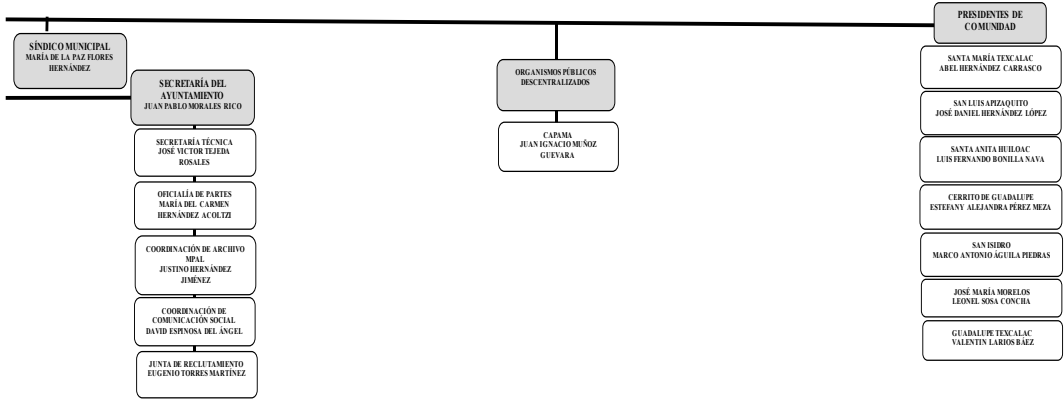 SÍNDICO MUNICIPAL
MARÍA DE LA PAZ FLORES
HERNÁNDEZ
SECRETARÍA DEL
AYUNTAMIENTO
JUAN PABLO MORALES RICO
SECRETARÍA TÉCNICA
JOSÉ VICTOR TEJEDA
ROSALES
OFICIALÍA DE PARTES
MARÍA DEL CARMEN
HERNÁNDEZ ACOLTZI
COORDINACIÓN DE ARCHIVO
MPAL
JUSTINO HERNÁNDEZ
JIMÉNEZ
COORDINACIÓN DE
COMUNICACIÓN SOCIAL
DAVID ESPINOSA DEL ÁNGEL
JUNTA DE RECLUTAMIENTO
EUGENIO TORRES MARTÍNEZ
ORGANISMOS PÚBLICOS
DESCENTRALIZADOS
CAPAMA
JUAN IGNACIO MUÑOZ
GUEVARA
PRESIDENTES DE
COMUNIDAD
SANTA MARÍA TEXCALAC
ABEL HERNÁNDEZ CARRASCO
SAN LUIS APIZAQUITO
JOSÉ DANIEL HERNÁNDEZ LÓPEZ
SANTA ANITA HUILOAC
LUIS FERNANDO BONILLA NAVA
CERRITO DE GUADALUPE
ESTEFANY ALEJANDRA PÉREZ MEZA
SAN ISIDRO
MARCO ANTONIO ÁGUILA PIEDRAS
JOSÉ MARÍA MORELOS
LEONEL SOSA CONCHA
GUADALUPE TEXCALAC
VALENTIN LARIOS BÁEZ